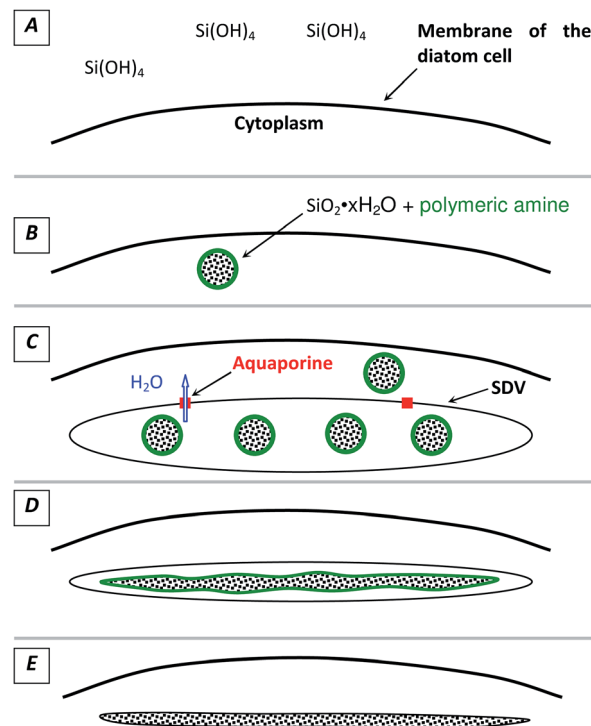 A
Si(OH)4 Si(OH)4 Membrane of the
diatom cell
Si(OH)4
Cytoplasm
B
SiO2•xH2O + polymeric amine
C
Aquaporine
H2O
SDV
D
E